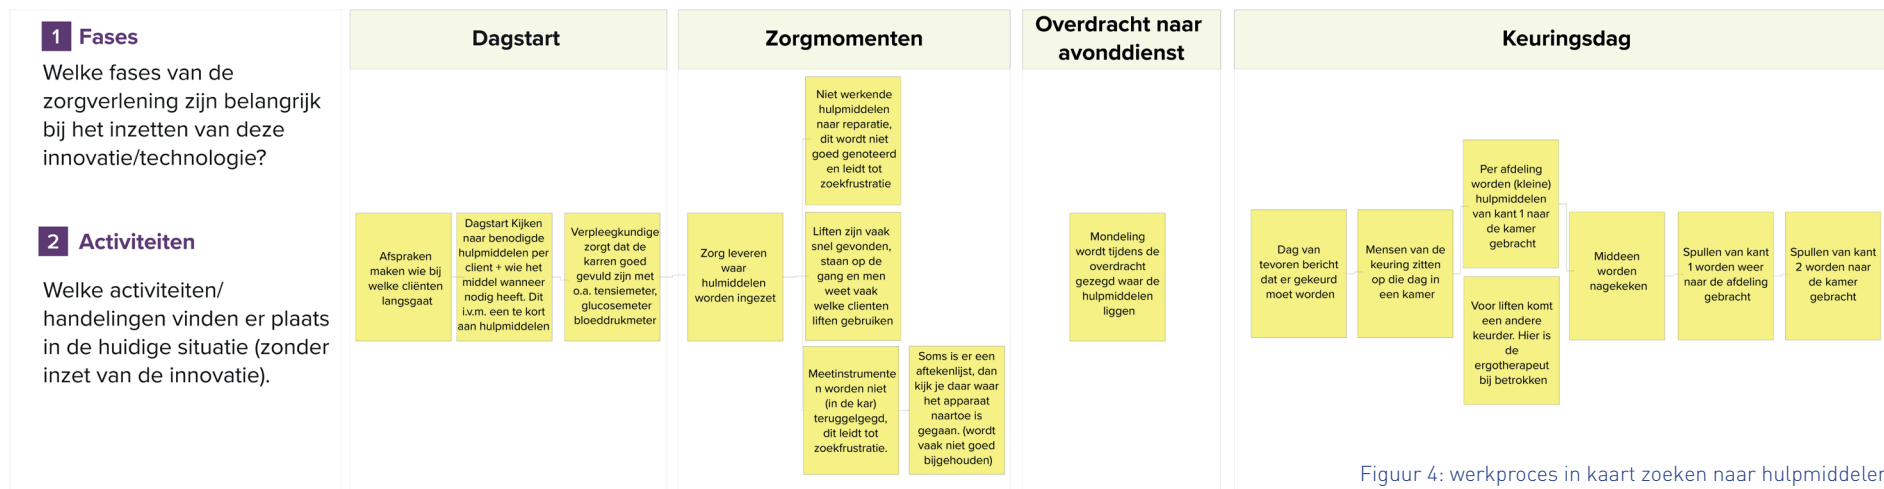 1 Fases
Welke fases van de
zorgverlening zijn belangrijk
bij het inzetten van deze
innovatie/technologie?
2 Activiteiten
Welke activiteiten/
handelingen vinden er plaats
in de huidige situatie (zonder
inzet van de innovatie).
Dagstart
Afspraken
maken wie bij
welke cliënten
langsgaat
Dagstart Kijken
naar benodigde
hulpmiddelen per
client + wie het
middel wanneer
nodig heeft. Dit
i.v.m. een te kort
aan hulpmiddelen
Verpleegkundige
zorgt dat de
karren goed
gevuld zijn met
o.a. tensiemeter,
glucosemeter
bloeddrukmeter
Zorgmomenten
Zorg leveren
waar
hulmiddelen
worden ingezet
Niet werkende
hulpmiddelen
naar reparatie,
dit wordt niet
goed genoteerd
en leidt tot
zoekfrustratie
Liften zijn vaak
snel gevonden,
staan op de
gang en men
weet vaak
welke clienten
liften gebruiken
Meetinstrumente
n worden niet
(in de kar)
teruggelgegd,
dit leidt tot
zoekfrustratie.
Soms is er een
aftekenlijst, dan
kijk je daar waar
het apparaat
naartoe is
gegaan. (wordt
vaak niet goed
bijgehouden)
Overdracht naar
avonddienst
Mondeling
wordt tijdens de
overdracht
gezegd waar de
hulpmiddelen
liggen
Keuringsdag
Dag van
tevoren bericht
dat er gekeurd
moet worden
Mensen van de
keuring zitten
op die dag in
een kamer
Per afdeling
worden (kleine)
hulpmiddelen
van kant 1 naar
de kamer
gebracht
Voor liften komt
een andere
keurder. Hier is
de
ergotherapeut
bij betrokken
Middeen
worden
nagekeken
Spullen van kant
1 worden weer
naar de afdeling
gebracht
Spullen van kant
2 worden naar
de kamer
gebracht
Figuur 4: werkproces in kaart zoeken naar hulpmiddelen